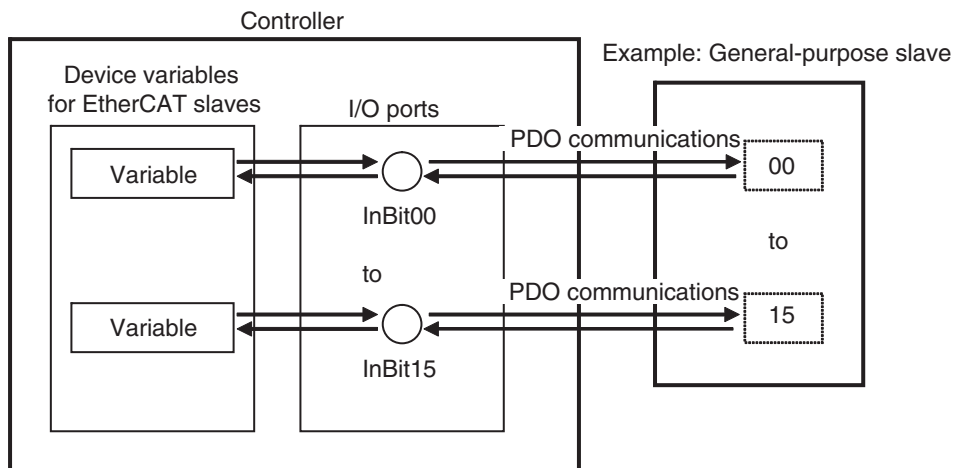 Controller
Example: General-purpose slave
Device variables
for EtherCAT slaves
I/O ports
PDO communications
Variable
InBit00
00
to
to
PDO communications
Variable
InBit15
15